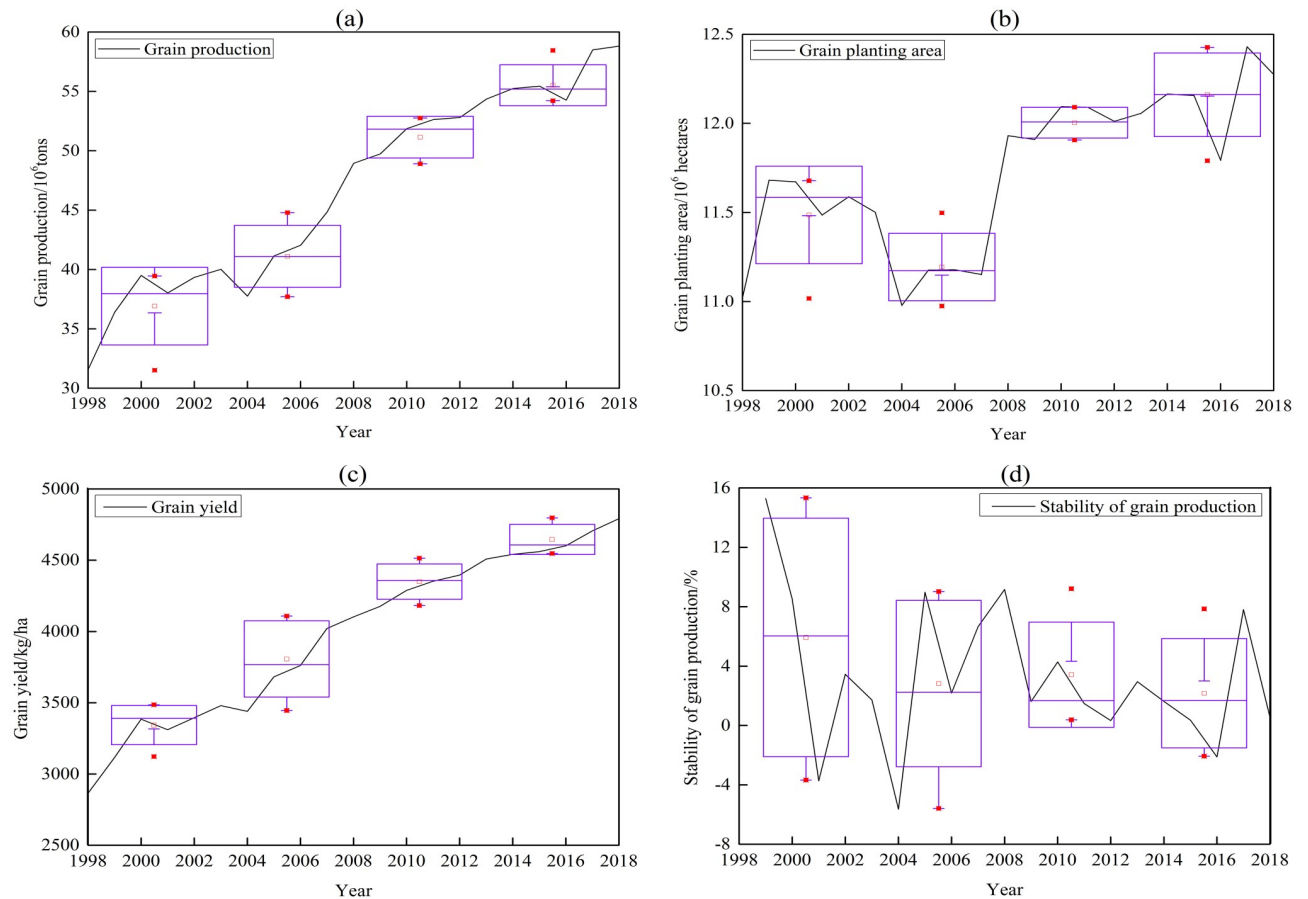 (a)
Grain production
60
55
50
45
40
35
30
Grain production/10⁶tons
1998 2000 2002 2004 2006 2008 2010 2012 2014 2016 2018
Year
(b)
Grain planting area
12.5
12.0
11.5
11.0
10.5
Grain planting area/10⁶ hectares
1998 2000 2002 2004 2006 2008 2010 2012 2014 2016 2018
Year
(c)
Grain yield
5000
4500
4000
3500
3000
2500
Grain yield/kg/ha
1998 2000 2002 2004 2006 2008 2010 2012 2014 2016 2018
Year
(d)
Stability of grain production
16
12
8
4
0
-4
-8
Stability of grain production/%
1998 2000 2002 2004 2006 2008 2010 2012 2014 2016 2018
Year